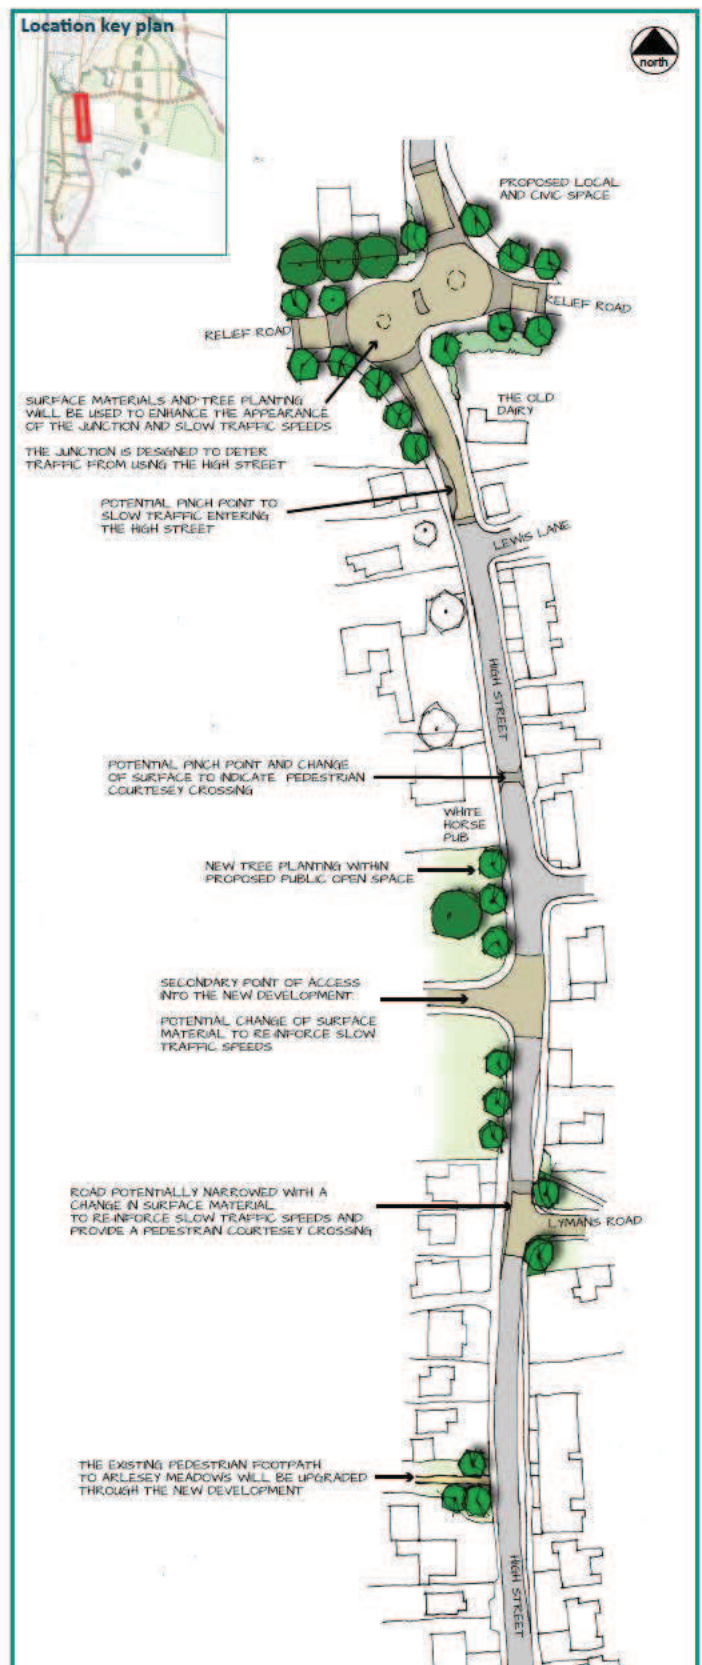 Location key plan
north
PROPOSED LOCAL
AND CIVIC SPACE
RELIEF ROAD
RELIEF ROAD
SURFACE MATERIALS AND TREE PLANTING
WILL BE USED TO ENHANCE THE APPEARANCE
OF THE JUNCTION AND SLOW TRAFFIC SPEEDS
THE JUNCTION IS DESIGNED TO DETER
TRAFFIC FROM USING THE HIGH STREET
THE OLD
DAIRY
POTENTIAL PINCH POINT TO
SLOW TRAFFIC ENTERING
THE HIGH STREET
LEWIS LANE
HIGH STREET
POTENTIAL PINCH POINT AND CHANGE
OF SURFACE TO INDICATE PEDESTRIAN
COURTESEY CROSSING
WHITE
HORSE
PUB
NEW TREE PLANTING WITHIN
PROPOSED PUBLIC OPEN SPACE
SECONDARY POINT OF ACCESS
INTO THE NEW DEVELOPMENT.
POTENTIAL CHANGE OF SURFACE
MATERIAL TO RE-INFORCE SLOW
TRAFFIC SPEEDS
ROAD POTENTIALLY NARROWED WITH A
CHANGE IN SURFACE MATERIAL
TO RE-INFORCE SLOW TRAFFIC SPEEDS AND
PROVIDE A PEDESTRAIN COURTESEY CROSSING
LYMANS ROAD
THE EXISTING PEDESTRIAN FOOTPATH
TO ARLESEY MEADOWS WILL BE UPGRADED
THROUGH THE NEW DEVELOPMENT
HIGH STREET